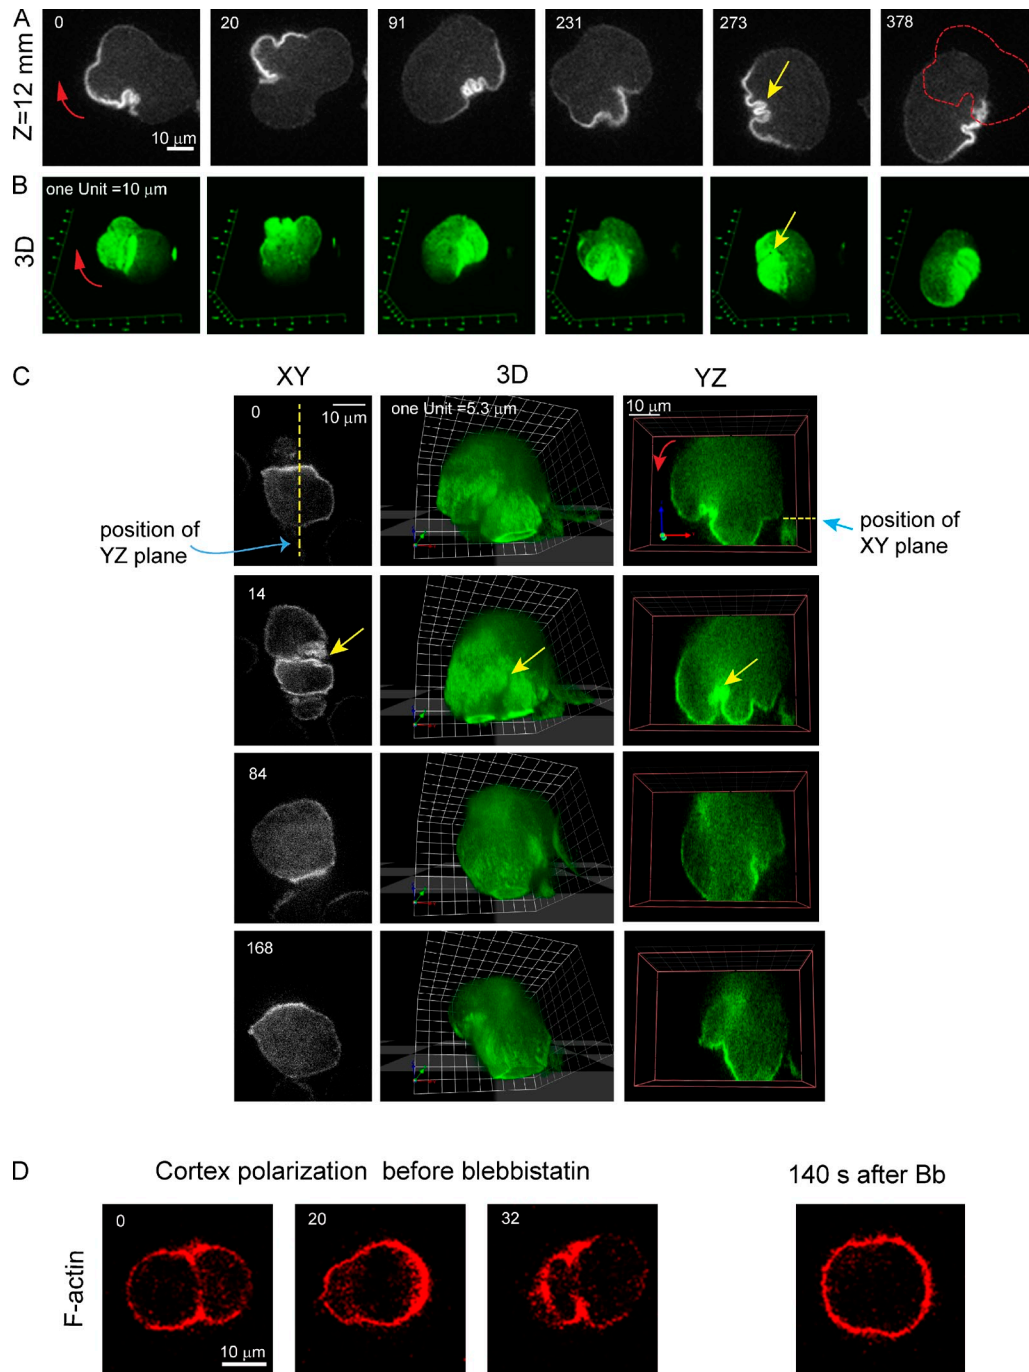 A
Z=12 mm
0
20
91
231
273
378
10 μm
B
3D
one Unit =10 μm
C
XY
3D
YZ
0
10 μm
one Unit =5.3 μm
10 μm
position of
YZ plane
position of
XY plane
14
84
168
D
Cortex polarization before blebbistatin
140 s after Bb
F-actin
0
20
32
10 μm